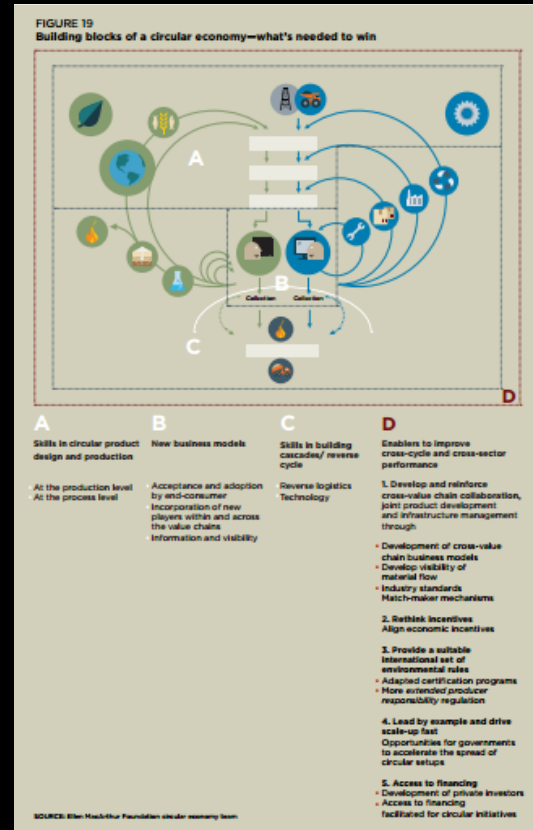 FIGURE 19
Building blocks of a circular economy—what's needed to win
A
B
Collection Collection
C
D
A
Skills in circular product
design and production
At the production level
At the process level
B
New business models
Acceptance and adoption
by end-consumer
Incorporation of new
players within and across
the value chains
Information and visibility
C
Skills in building
cascades/ reverse
cycle
Reverse logistics
Technology
D
Enablers to improve
cross-cycle and cross-sector
performance
1. Develop and reinforce
cross-value chain collaboration,
joint product development
and infrastructure management
through
Development of cross-value
chain business models
Develop visibility of
material flow
Industry standards
Match-maker mechanisms
2. Rethink incentives
Align economic incentives
3. Provide a suitable
international set of
environmental rules
Adapted certification programs
More extended producer
responsibility regulation
4. Lead by example and drive
scale-up fast
Opportunities for governments
to accelerate the spread of
circular setups
5. Access to financing
Development of private investors
Access to financing
facilitated for circular initiatives
SOURCE: Ellen MacArthur Foundation circular economy team